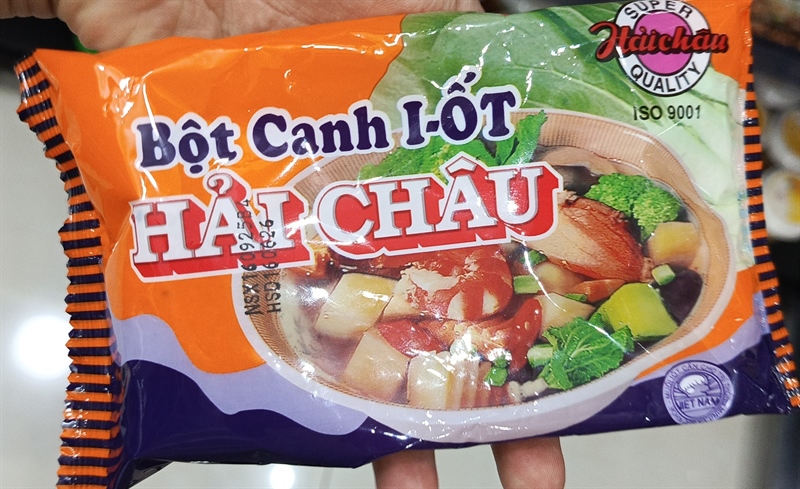 SUPER
Hải châu
QUALITY
ISO 9001
Bột Canh I-ỐT
HẢI CHÂU
VIỆT NAM